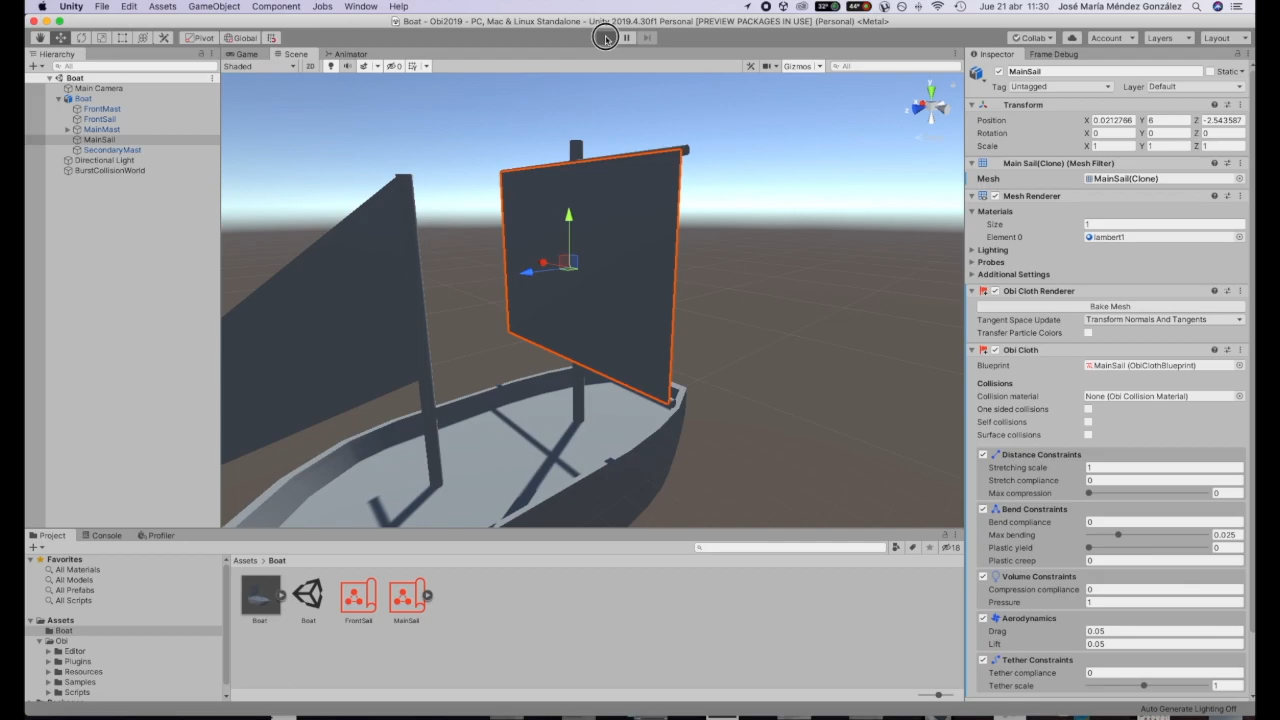 Unity File Edit Assets GameObject Component Jobs Window Help 32° 44° Jue 21 abr 11:30 José María Méndez González
Boat - Obi2019 - PC, Mac & Linux Standalone - Unity 2019.4.30f1 Personal [PREVIEW PACKAGES IN USE] (Personal) <Metal>
Pivot Global Collab Account Layers Layout
Hierarchy Game Scene Animator Inspector Frame Debug
All Shaded 2D 0 Gizmos All
MainSail Static
Tag Untagged Layer Default
Boat
Main Camera
Boat
FrontMast
FrontSail
MainMast
MainSail
SecondaryMast
Directional Light
BurstCollisionWorld
y
z
Transform
Position X 0.0212766 Y 6 Z -2.543587
Rotation X 0 Y 0 Z 0
Scale X 1 Y 1 Z 1
Main Sail(Clone) (Mesh Filter)
Mesh MainSail(Clone)
Mesh Renderer
Materials
Size 1
Element 0 lambert1
Lighting
Probes
Additional Settings
Obi Cloth Renderer
Bake Mesh
Tangent Space Update Transform Normals And Tangents
Transfer Particle Colors
Obi Cloth
Blueprint MainSail (ObiClothBlueprint)
Collisions
Collision material None (Obi Collision Material)
One sided collisions
Self collisions
Surface collisions
Distance Constraints
Stretching scale 1
Stretch compliance 0
Max compression 0
Bend Constraints
Bend compliance 0
Max bending 0.025
Plastic yield 0
Plastic creep 0
Volume Constraints
Compression compliance 0
Pressure 1
Aerodynamics
Drag 0.05
Lift 0.05
Tether Constraints
Tether compliance 0
Tether scale 1
Project Console Profiler
18
Favorites
All Materials
All Models
All Prefabs
All Scripts
Assets
Boat
Obi
Editor
Plugins
Resources
Samples
Scripts
Assets > Boat
Boat Boat FrontSail MainSail
Auto Generate Lighting Off